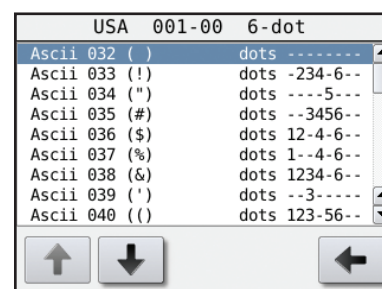 USA 001-00 6-dot
Ascii 032 ( ) dots --------
Ascii 033 (!) dots -234-6--
Ascii 034 (") dots ----5---
Ascii 035 (#) dots --3456--
Ascii 036 ($) dots 12-4-6--
Ascii 037 (%) dots 1--4-6--
Ascii 038 (&) dots 1234-6--
Ascii 039 (') dots --3-----
Ascii 040 (() dots 123-56--